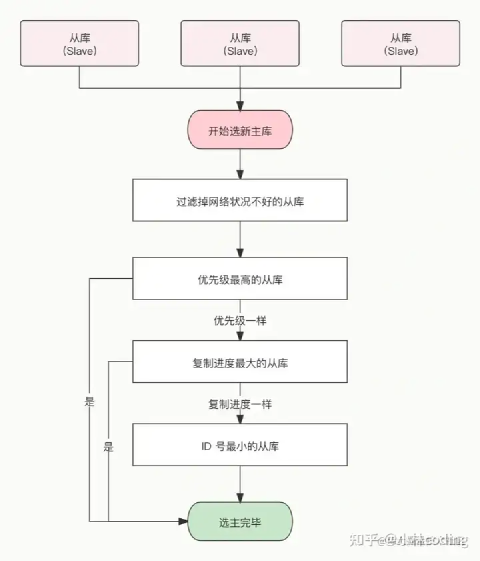 从库
(Slave)
从库
(Slave)
从库
(Slave)
开始选新主库
过滤掉网络状况不好的从库
优先级最高的从库
优先级一样
复制进度最大的从库
是
复制进度一样
是
ID 号最小的从库
选主完毕
知乎 @小林coding